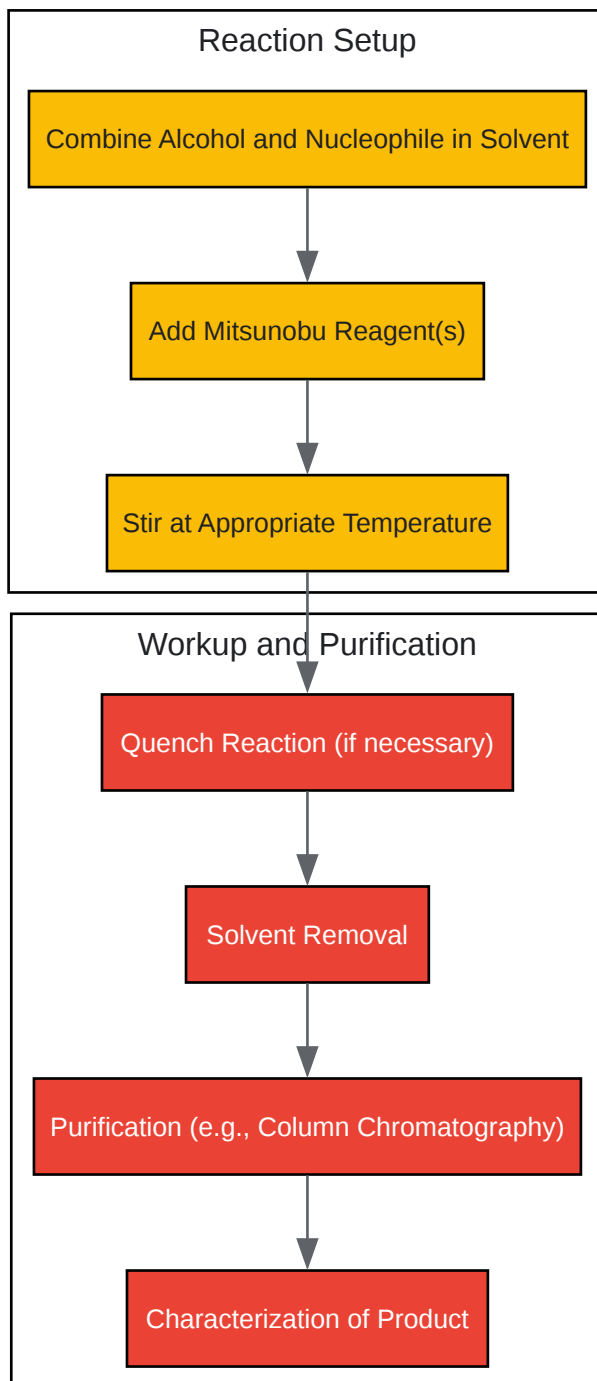 Reaction Setup
Combine Alcohol and Nucleophile in Solvent
Add Mitsunobu Reagent(s)
Stir at Appropriate Temperature
Workup and Purification
Quench Reaction (if necessary)
Solvent Removal
Purification (e.g., Column Chromatography)
Characterization of Product